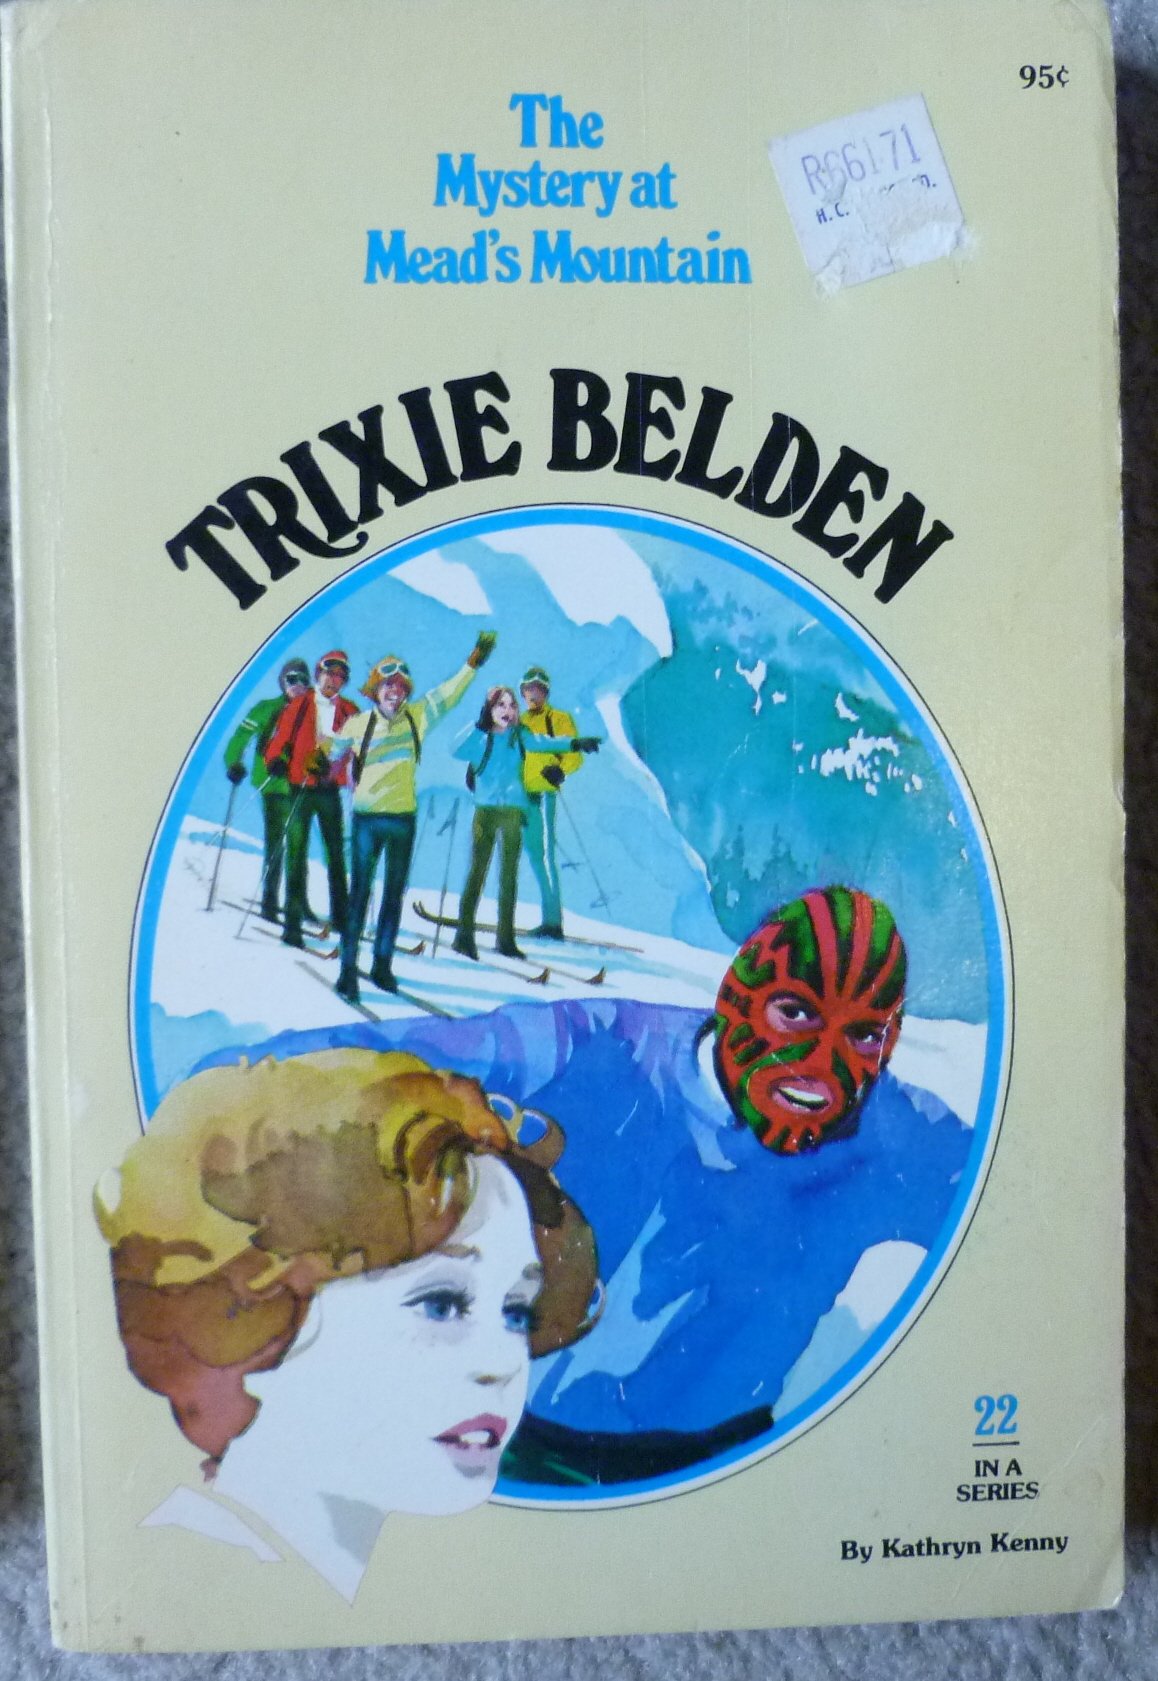 95¢
The
Mystery at
Mead's Mountain
R66171
H.C.
TRIXIE BELDEN
22
IN A
SERIES
By Kathryn Kenny